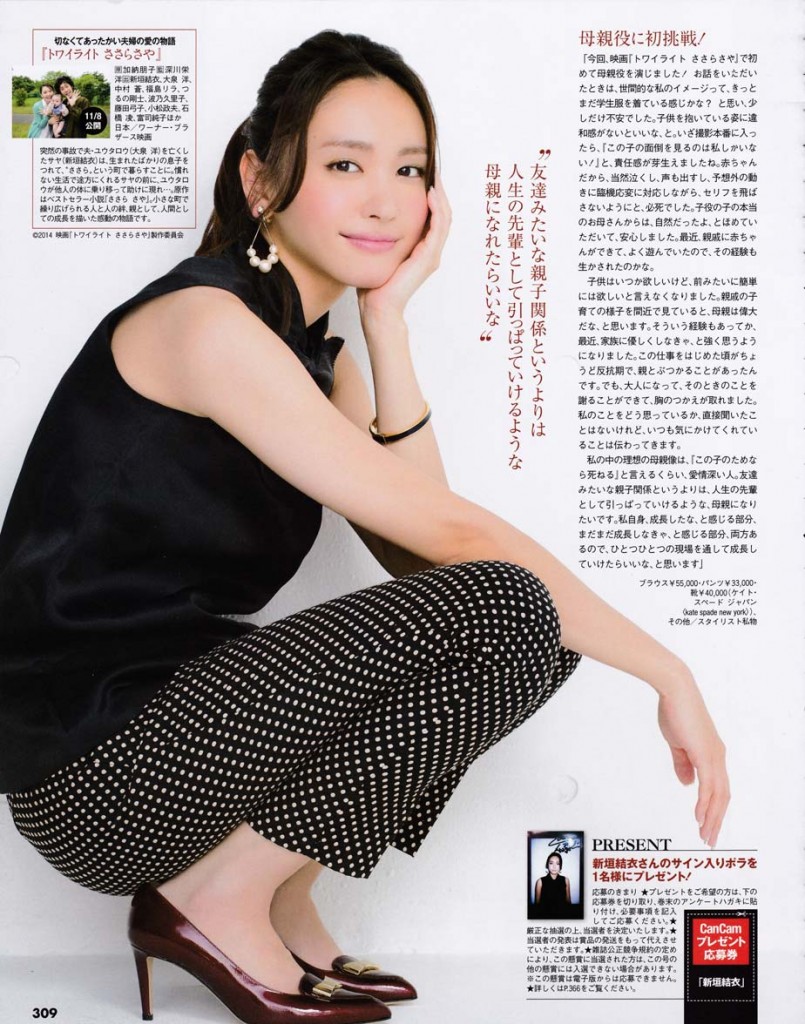 切なくてあったかい夫婦の愛の物語
『トワイライト ささらさや』
原加納朋子監深川栄
洋出新垣結衣、大泉 洋、
中村 蒼、福島リラ、つ
るの剛士、波乃久里子、
藤田弓子、小松政夫、石
橋 凌、富司純子ほか
日本/ワーナー・ブラ
ザース映画
11/8
公開
突然の事故で夫・ユウタロウ(大泉 洋)を亡くし
たサヤ(新垣結衣)は、生まれたばかりの息子を
つれて、“ささら”という町で暮らすことに。慣れ
ない生活で途方にくれるサヤの前に、ユウタロ
ウが他人の体に乗り移って助けに現れ…。原作
はベストセラー小説『ささら さや』。小さな町で
繰り広げられる人と人の絆、親として、人間とし
ての成長を描いた感動の物語です。
©2014 映画『トワイライト ささらさや』製作委員会
母親役に初挑戦!
「今回、映画『トワイライト ささらさや』で初
めて母親役を演じました! お話をいただい
たときは、世間的な私のイメージって、きっと
まだ学生服を着ている感じかな? と思い、少
しだけ不安でした。子供を抱いている姿に違
和感がないといいな、と。いざ撮影本番に入っ
たら、『この子の面倒を見るのは私しかいな
い!』と、責任感が芽生えましたね。赤ちゃん
だから、当然泣くし、声も出すし、予想外の動
きに臨機応変に対応しながら、セリフを飛ば
さないようにと、必死でした。子役の子の本当
のお母さんからは、自然だったよ、とほめてい
ただいて、安心しました。最近、親戚に赤ちゃ
んができて、よく遊んでいたので、その経験も
生かされたのかな。
子供はいつか欲しいけど、前みたいに簡単
には欲しいと言えなくなりました。親戚の子
育ての様子を間近で見ていると、母親は偉大
だな、と思います。そういう経験もあってか、
最近、家族に優しくしなきゃ、と強く思うよう
になりました。この仕事をはじめた頃がちょ
うど反抗期で、親とぶつかることがあったん
です。でも、大人になって、そのときのことを
謝ることができて、胸のつかえが取れました。
私のことをどう思っているか、直接聞いたこ
とはないけれど、いつも気にかけてくれてい
ることは伝わってきます。
私の中の理想の母親像は、『この子のためな
ら死ねる』と言えるくらい、愛情深い人。友達
みたいな親子関係というよりは、人生の先輩
として引っぱっていけるような、母親になり
たいです。私自身、成長したな、と感じる部分、
まだまだ成長しなきゃ、と感じる部分、両方あ
るので、ひとつひとつの現場を通して成長し
ていけたらいいな、と思います」
ブラウス¥55,000・パンツ¥33,000・
靴¥40,000(ケイト・
スペード ジャパン
〈kate spade new york〉)、
その他/スタイリスト私物
“友達みたいな親子関係というよりは
人生の先輩として引っぱっていけるような
母親になれたらいいな”
PRESENT
新垣結衣さんのサイン入りポラを
1名様にプレゼント!
応募のきまり ★プレゼントをご希望の方は、下の
応募券を切り取り、巻末のアンケートハガキに貼
り付け、必要事項を記入
してご応募ください。★
厳正な抽選の上、当選者を決定いたします。★
当選者の発表は賞品の発送をもって代えさせ
ていただきます。★雑誌公正競争規約の定め
により、この懸賞に当選された方は、この号の
他の懸賞には入選できない場合があります。
※この懸賞は電子版からは応募できません。
★詳しくはP.366をご覧ください。
CanCam
プレゼント
応募券
「新垣結衣」
309